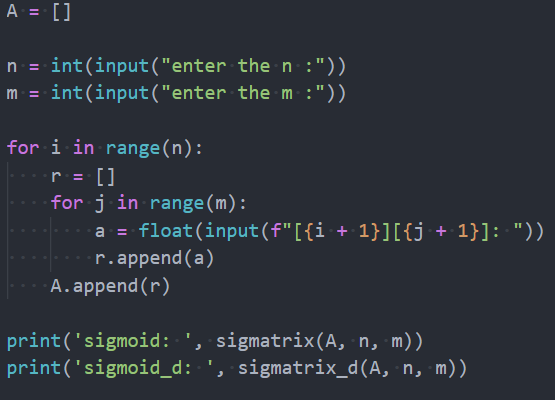 A = []
n = int(input("enter the n :"))
m = int(input("enter the m :"))
for i in range(n):
    r = []
    for j in range(m):
        a = float(input(f"[{i + 1}][{j + 1}]: "))
        r.append(a)
    A.append(r)
print('sigmoid: ', sigmatrix(A, n, m))
print('sigmoid_d: ', sigmatrix_d(A, n, m))